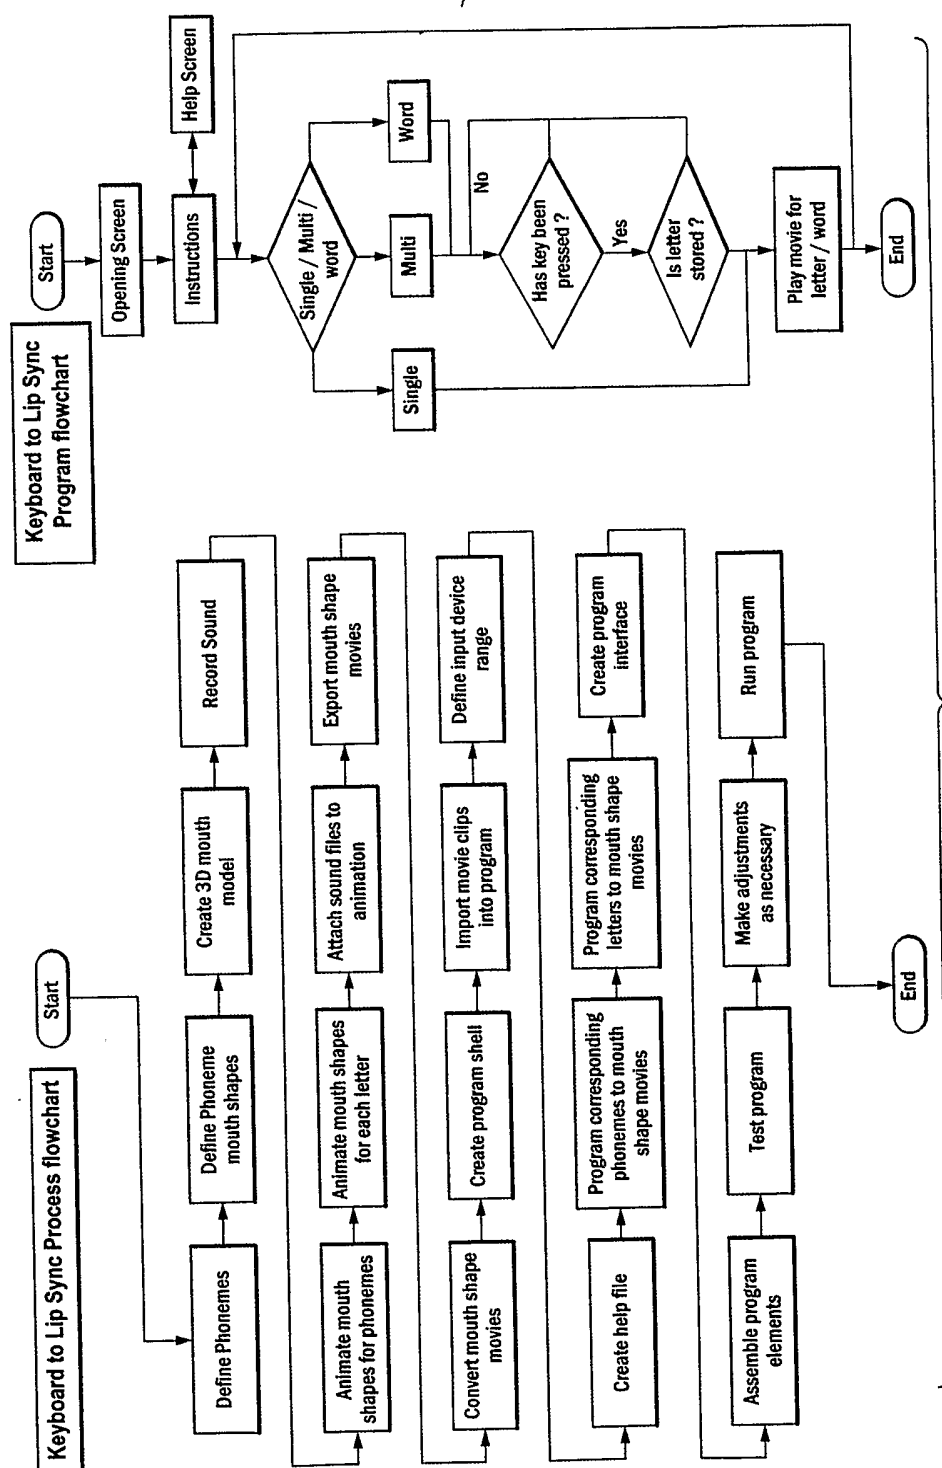 Keyboard to Lip Sync Process flowchart
Start
Define Phonemes
Define Phoneme
mouth shapes
Create 3D mouth
model
Record Sound
Animate mouth
shapes for phonemes
Animate mouth shapes
for each letter
Attach sound files to
animation
Export mouth shape
movies
Convert mouth shape
movies
Create program shell
Import movie clips
into program
Define input device
range
Create help file
Program corresponding
phonemes to mouth
shape movies
Program corresponding
letters to mouth shape
movies
Create program
interface
Assemble program
elements
Test program
Make adjustments
as necessary
Run program
End
Keyboard to Lip Sync
Program flowchart
Start
Opening Screen
Instructions
Help Screen
Single / Multi /
word
Single
Multi
Word
Has key been
pressed ?
No
Yes
Is letter
stored ?
Play movie for
letter / word
End